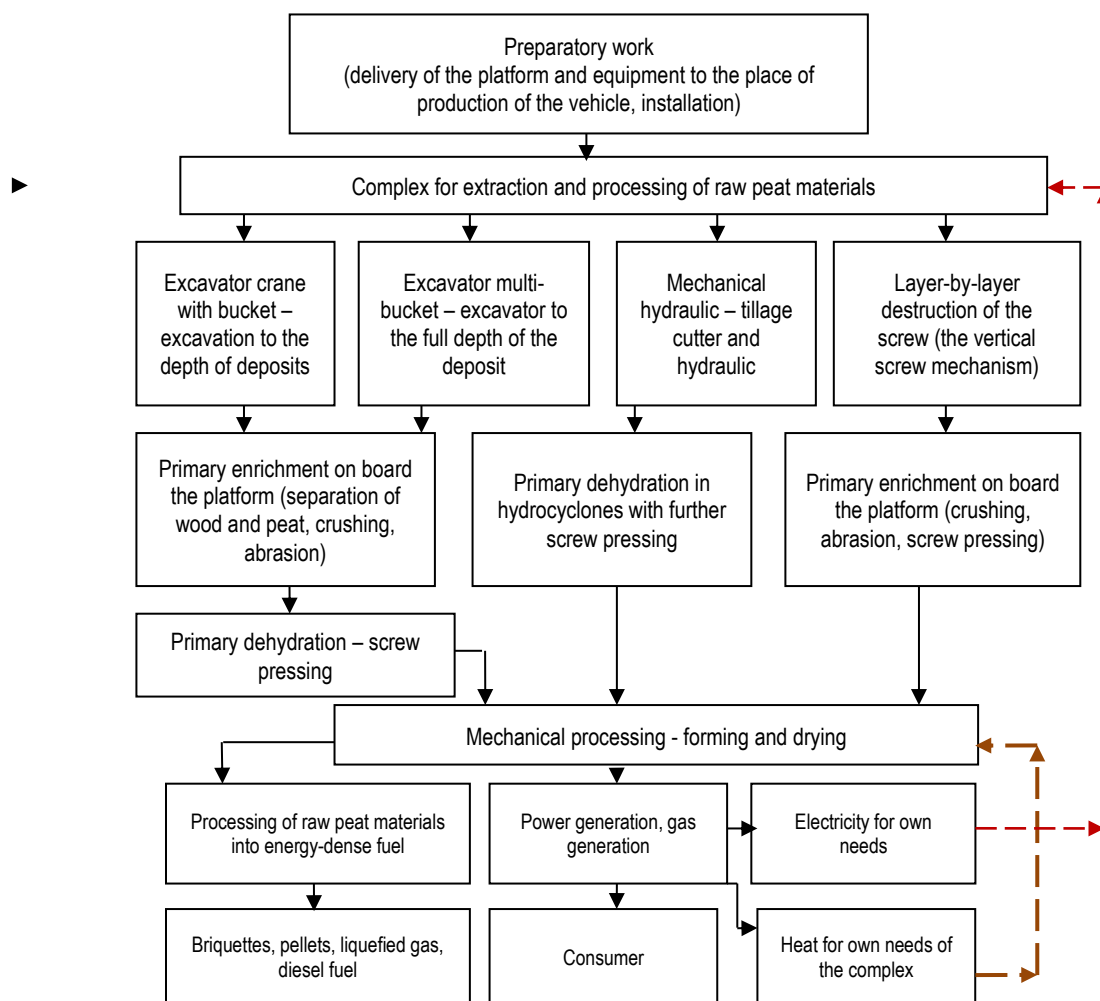 Preparatory work
(delivery of the platform and equipment to the place of
production of the vehicle, installation)
Complex for extraction and processing of raw peat materials
Excavator crane
with bucket –
excavation to the
depth of deposits
Excavator multi-
bucket – excavator to
the full depth of the
deposit
Mechanical
hydraulic – tillage
cutter and
hydraulic
Layer-by-layer
destruction of the
screw (the vertical
screw mechanism)
Primary enrichment on board
the platform (separation of
wood and peat, crushing,
abrasion)
Primary dehydration in
hydrocyclones with further
screw pressing
Primary enrichment on board
the platform (crushing,
abrasion, screw pressing)
Primary dehydration – screw
pressing
Mechanical processing - forming and drying
Processing of raw peat materials
into energy-dense fuel
Power generation, gas
generation
Electricity for own
needs
Briquettes, pellets, liquefied gas,
diesel fuel
Consumer
Heat for own needs of
the complex